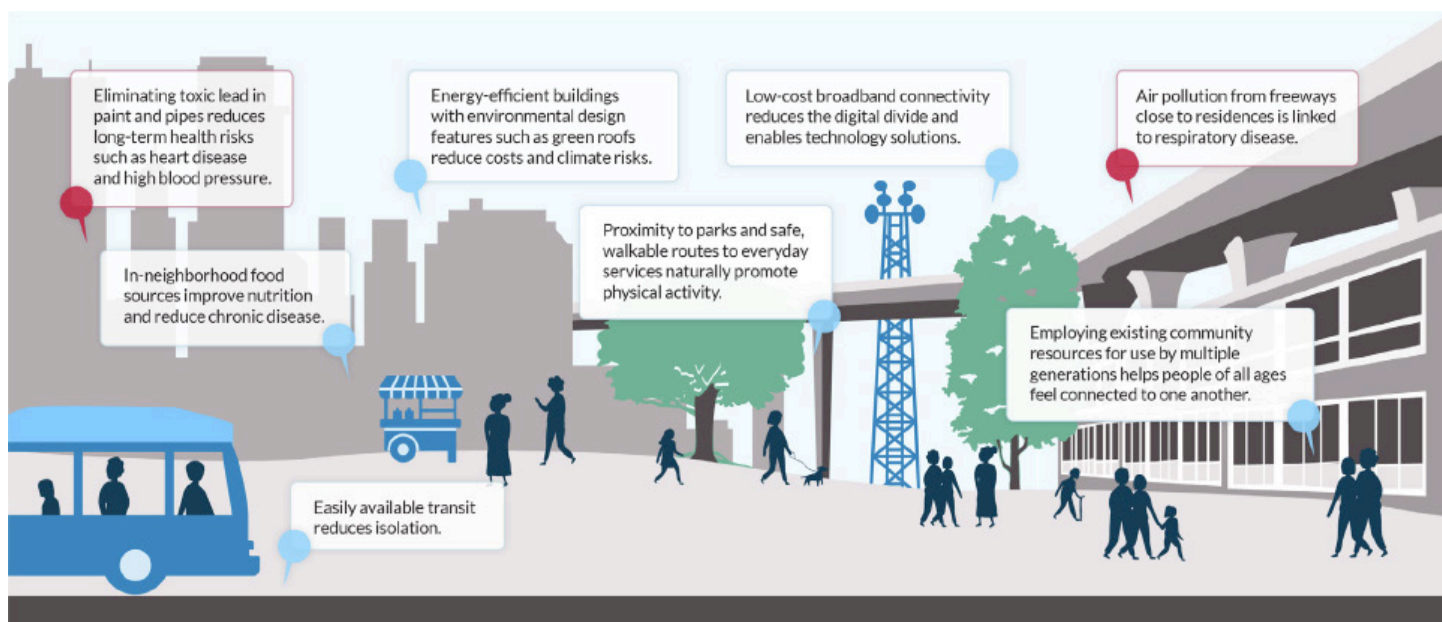 Eliminating toxic lead in
paint and pipes reduces
long-term health risks
such as heart disease
and high blood pressure.
Energy-efficient buildings
with environmental design
features such as green roofs
reduce costs and climate risks.
Low-cost broadband connectivity
reduces the digital divide and
enables technology solutions.
Air pollution from freeways
close to residences is linked
to respiratory disease.
In-neighborhood food
sources improve nutrition
and reduce chronic disease.
Proximity to parks and safe,
walkable routes to everyday
services naturally promote
physical activity.
Employing existing community
resources for use by multiple
generations helps people of all ages
feel connected to one another.
Easily available transit
reduces isolation.